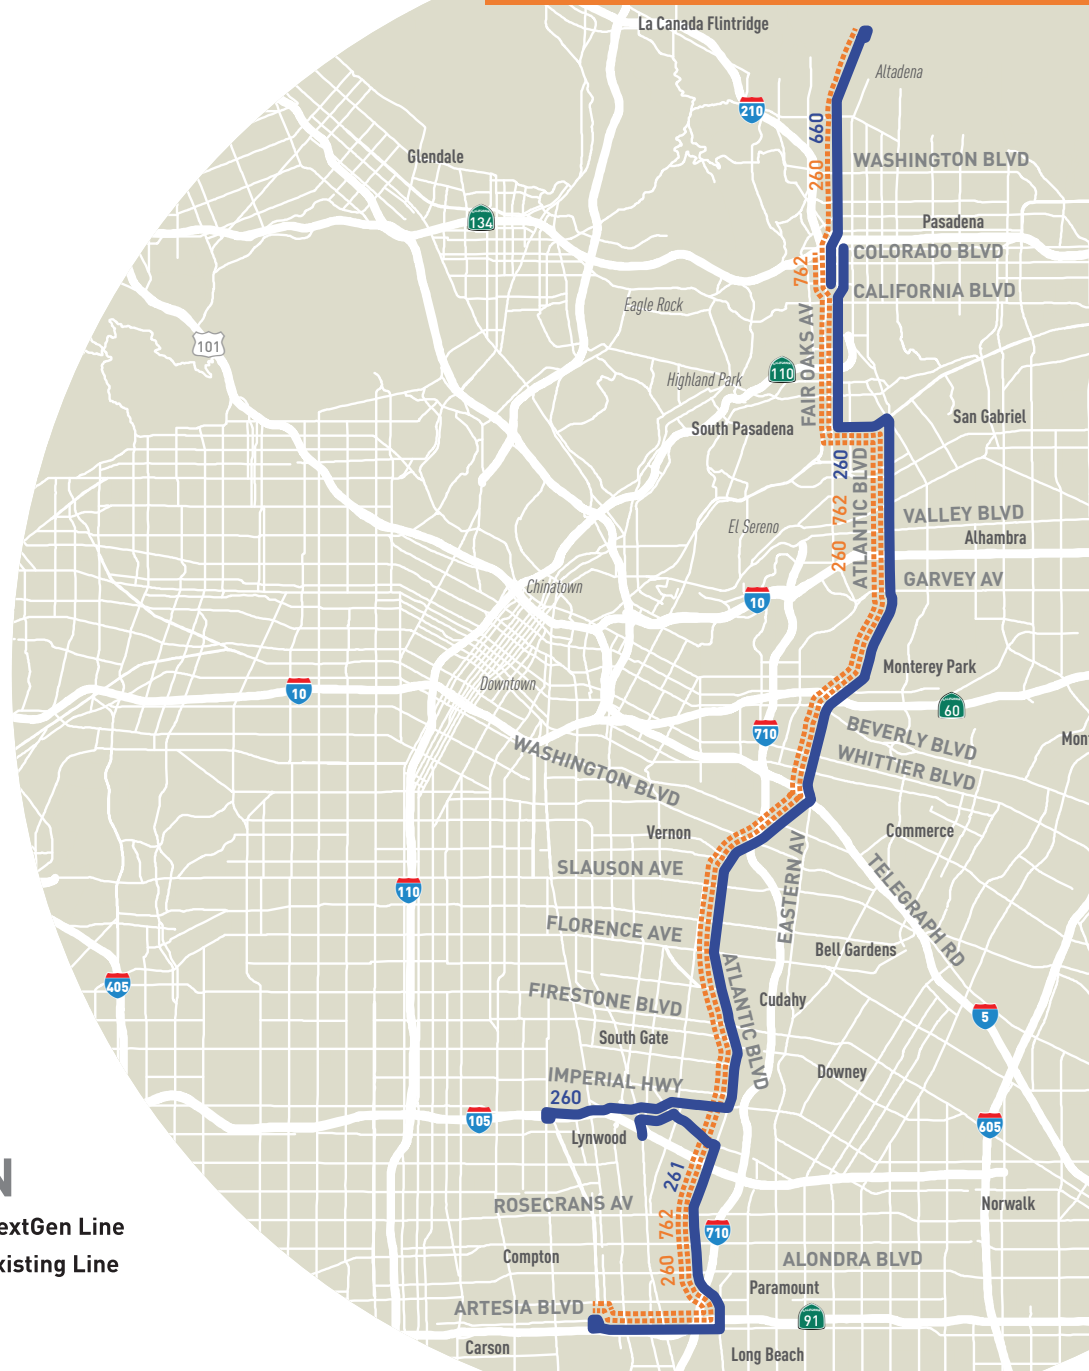 La Canada Flintridge
Altadena
210
660
260
WASHINGTON BLVD
Glendale
134
Pasadena
COLORADO BLVD
762
CALIFORNIA BLVD
Eagle Rock
FAIR OAKS AV
101
110
Highland Park
San Gabriel
South Pasadena
260
762
260
ATLANTIC BLVD
VALLEY BLVD
El Sereno
Alhambra
GARVEY AV
Chinatown
10
Monterey Park
Downtown
10
60
710
BEVERLY BLVD
WHITTIER BLVD
WASHINGTON BLVD
Vernon
Commerce
SLAUSON AVE
EASTERN AV
TELEGRAPH RD
110
FLORENCE AVE
Bell Gardens
405
FIRESTONE BLVD
ATLANTIC BLVD
Cudahy
5
South Gate
Downey
IMPERIAL HWY
260
105
605
Lynwood
261
N
ROSECRANS AV
Norwalk
extGen Line
762
710
Compton
ALONDRA BLVD
xisting Line
260
Paramount
ARTESIA BLVD
91
Carson
Long Beach